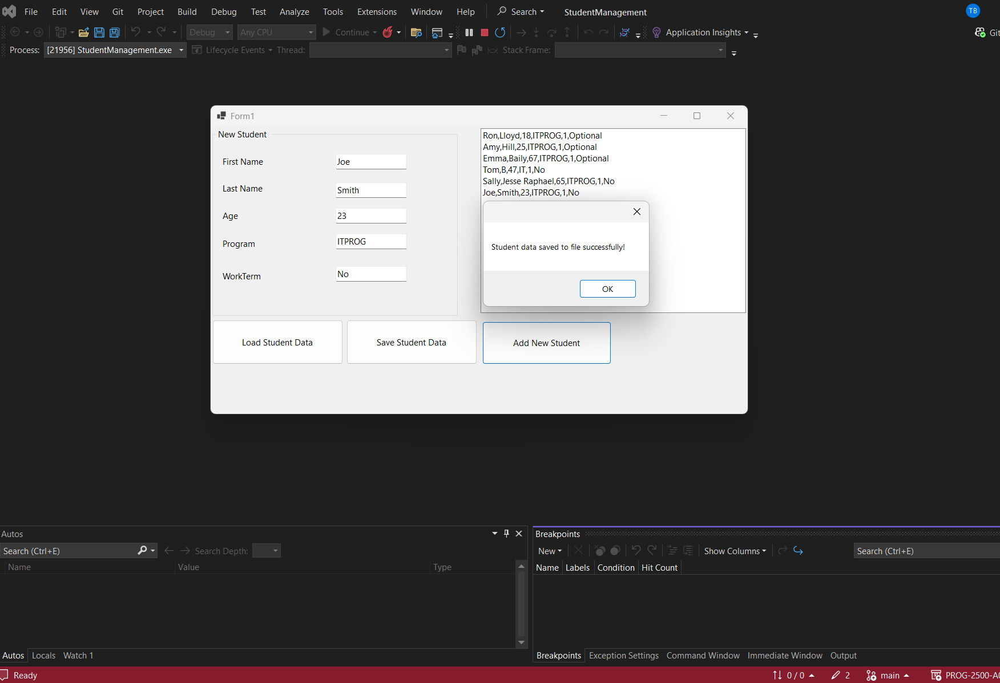 File Edit View Git Project Build Debug Test Analyze Tools Extensions Window Help Search StudentManagement TB
Debug Any CPU Continue Application Insights Git
Process: [21956] StudentManagement.exe Lifecycle Events Thread: Stack Frame:
Form1
New Student
First Name Joe
Last Name Smith
Age 23
Program ITPROG
WorkTerm No
Ron,Lloyd,18,ITPROG,1,Optional
Amy,Hill,25,ITPROG,1,Optional
Emma,Baily,67,ITPROG,1,Optional
Tom,B,47,IT,1,No
Sally,Jesse Raphael,65,ITPROG,1,No
Joe,Smith,23,ITPROG,1,No
Student data saved to file successfully!
OK
Load Student Data Save Student Data Add New Student
Autos
Search (Ctrl+E) Search Depth:
Name Value Type
Autos Locals Watch 1
Breakpoints
New Show Columns Search (Ctrl+E)
Name Labels Condition Hit Count
Breakpoints Exception Settings Command Window Immediate Window Output
Ready 0 / 0 2 main PROG-2500-A0